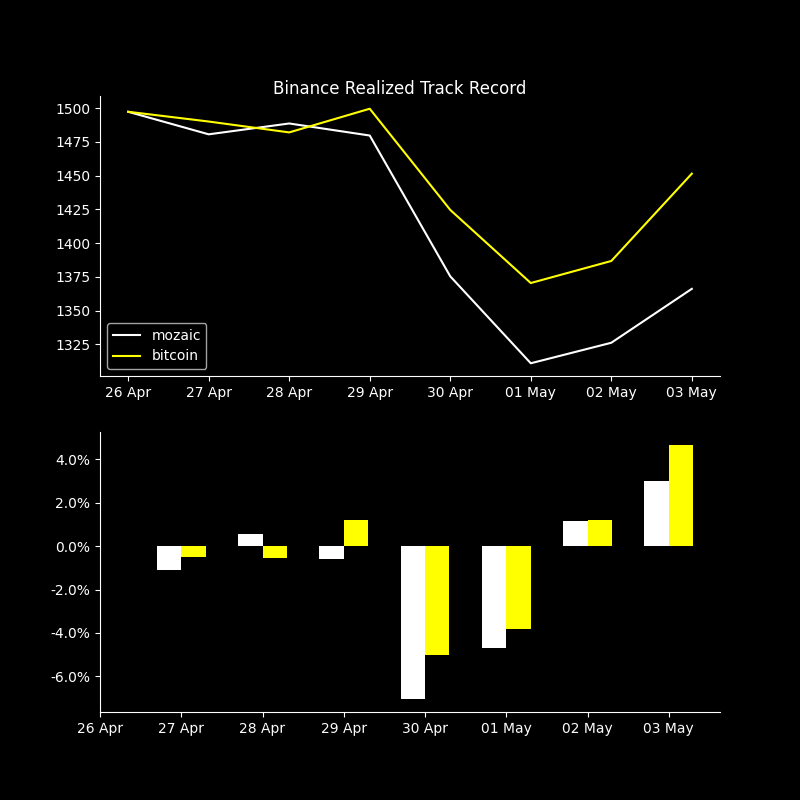 Binance Realized Track Record
1500
1475
1450
1425
1400
1375
1350
1325
mozaic
bitcoin
26 Apr 27 Apr 28 Apr 29 Apr 30 Apr 01 May 02 May 03 May
4.0%
2.0%
0.0%
-2.0%
-4.0%
-6.0%
26 Apr 27 Apr 28 Apr 29 Apr 30 Apr 01 May 02 May 03 May